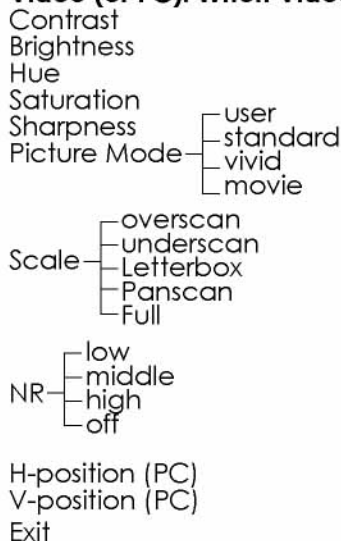 Contrast
Brightness
Hue
Saturation
Sharpness
Picture Mode
user
standard
vivid
movie
Scale
overscan
underscan
Letterbox
Panscan
Full
NR
low
middle
high
off
H-position (PC)
V-position (PC)
Exit